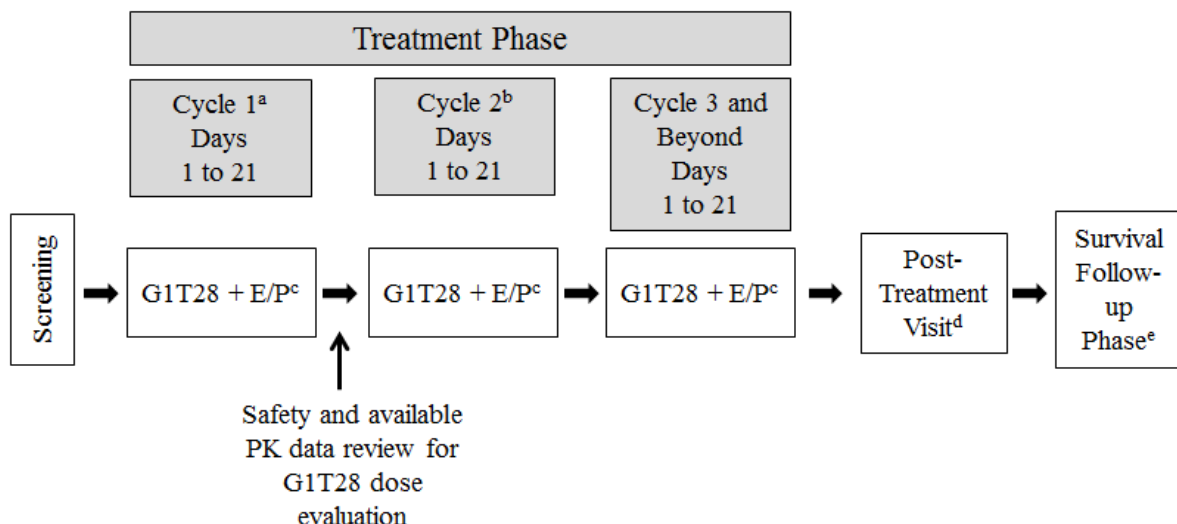 Treatment Phase
Cycle 1ᵃ
Days
1 to 21
Cycle 2ᵇ
Days
1 to 21
Cycle 3 and
Beyond
Days
1 to 21
Screening
G1T28 + E/Pᶜ
G1T28 + E/Pᶜ
G1T28 + E/Pᶜ
Post-
Treatment
Visitᵈ
Survival
Follow-
up
Phaseᵉ
Safety and available
PK data review for
G1T28 dose
evaluation